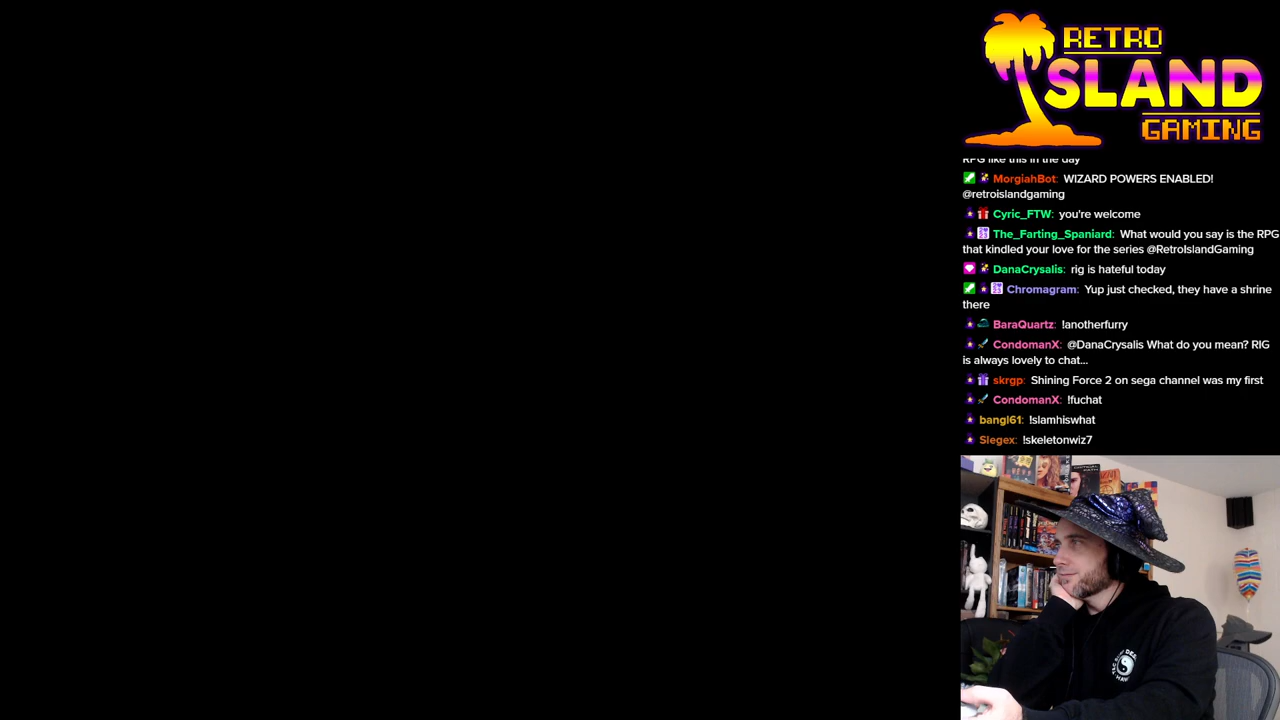 RETRO
ISLAND
GAMING
RPG like this in the day
MorgiahBot: WIZARD POWERS ENABLED!
@retroislandgaming
Cyric_FTW: you're welcome
The_Farting_Spaniard: What would you say is the RPG
that kindled your love for the series @RetroIslandGaming
DanaCrysalis: rig is hateful today
Chromagram: Yup just checked, they have a shrine
there
BaraQuartz: !anotherfurry
CondomanX: @DanaCrysalis What do you mean? RIG
is always lovely to chat...
skrgp: Shining Force 2 on sega channel was my first
CondomanX: !fuchat
bangl61: !slamhiswhat
Slegex: !skeletonwiz7